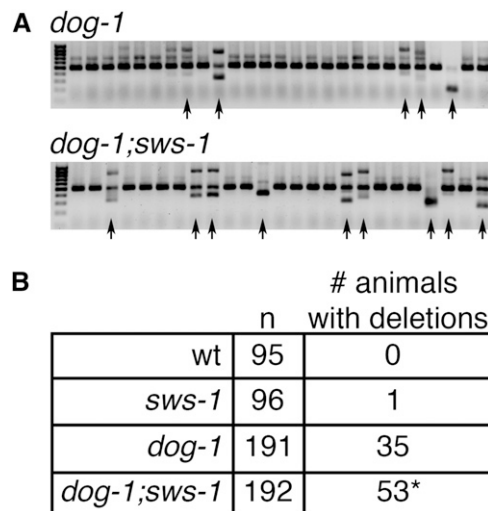 A dog-1
dog-1;sws-1
B
# animals
n with deletions
wt 95 0
sws-1 96 1
dog-1 191 35
dog-1;sws-1 192 53*